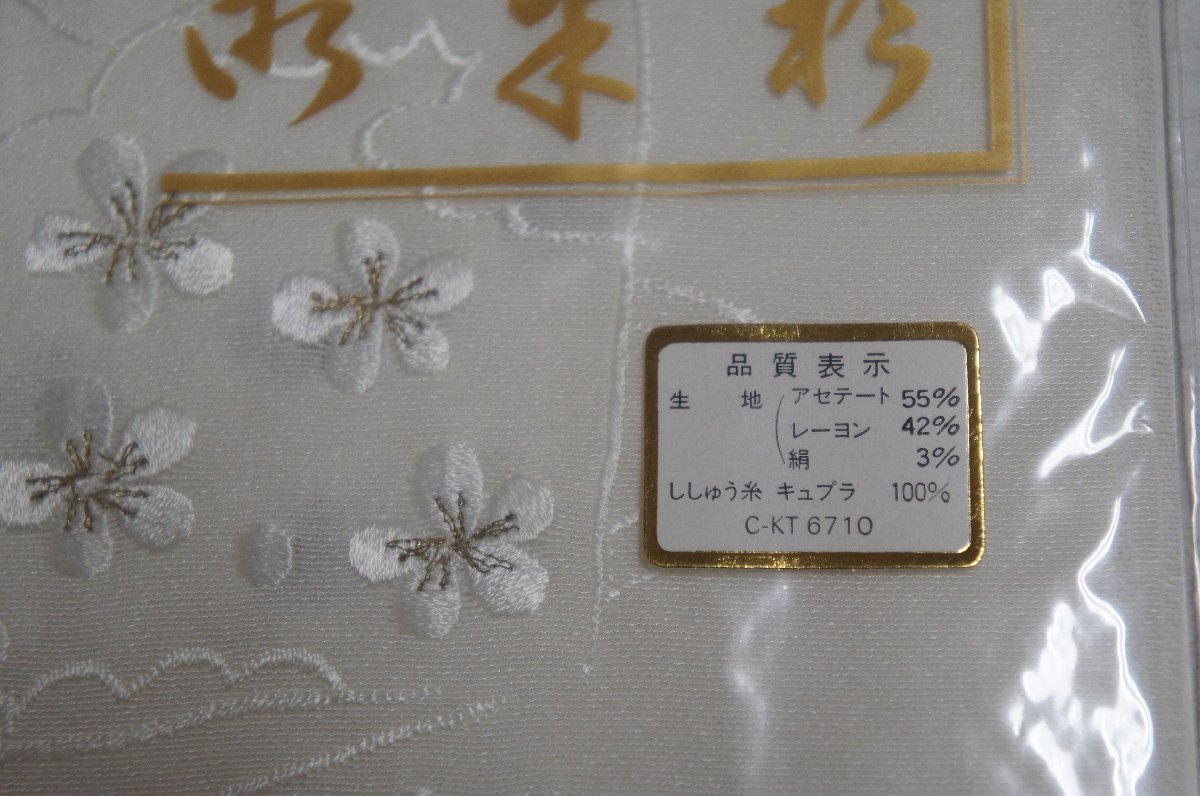 品質表示
生地 アセテート 55%
レーヨン 42%
絹 3%
ししゅう糸 キュプラ 100%
C-KT 6710